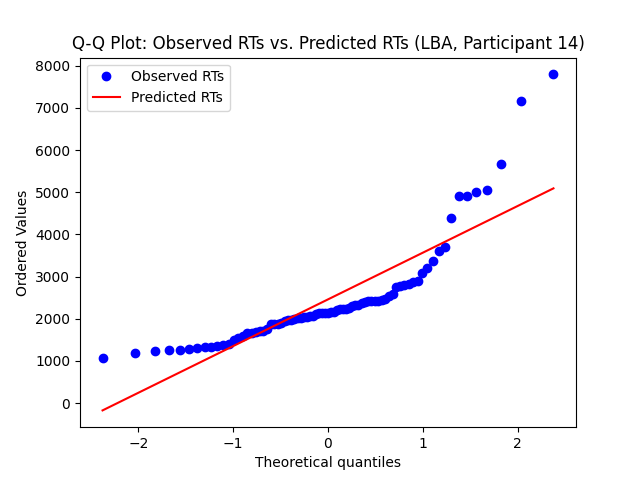 Q-Q Plot: Observed RTs vs. Predicted RTs (LBA, Participant 14)
Observed RTs
Predicted RTs
8000
7000
6000
5000
4000
3000
2000
1000
0
Ordered Values
−2 −1 0 1 2
Theoretical quantiles